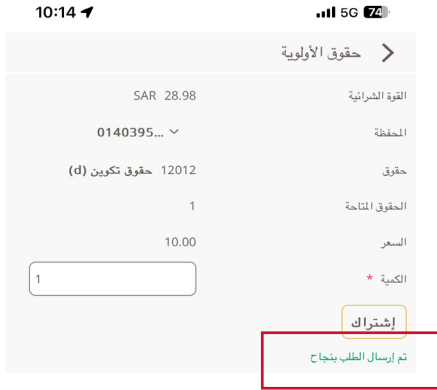 10:14 5G 74
حقوق الأولوية
القوة الشرائية SAR 28.98
المحفظة 0140395...
حقوق 12012 حقوق تكوين (d)
الحقوق المتاحة 1
السعر 10.00
الكمية * 1
إشتراك
تم إرسال الطلب بنجاح